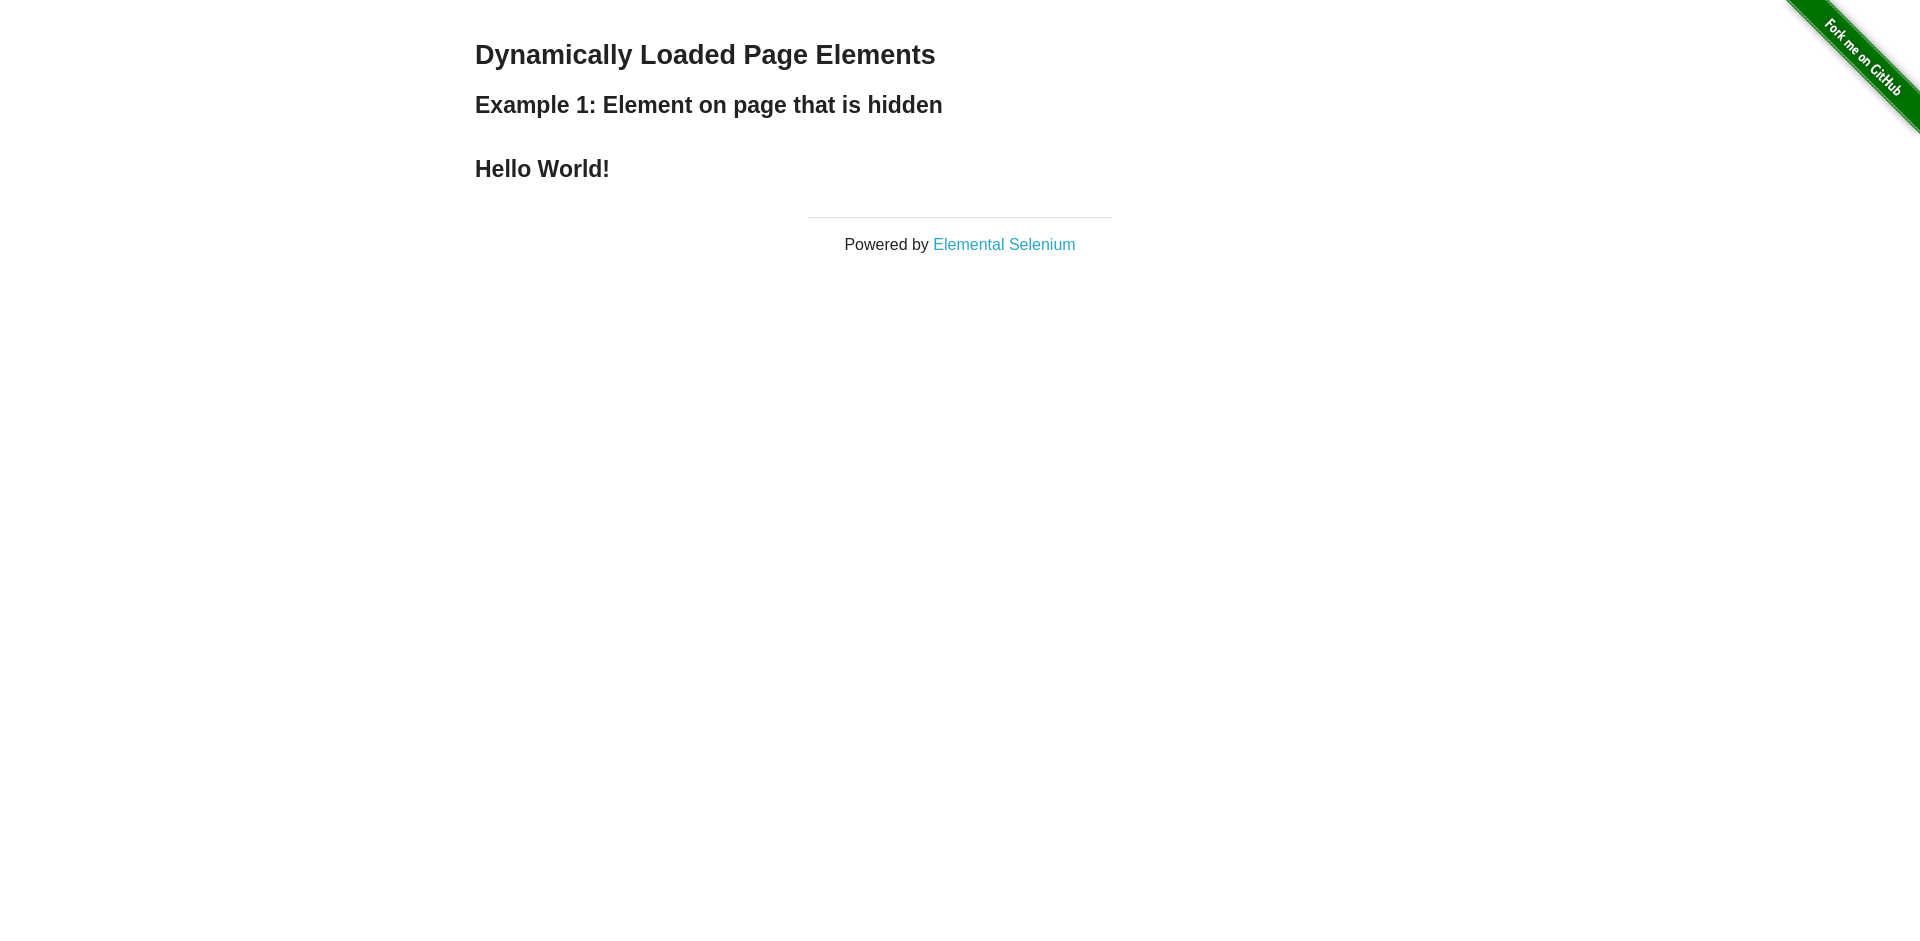 Dynamically Loaded Page Elements
Example 1: Element on page that is hidden
Hello World!
Powered by Elemental Selenium
Fork me on GitHub